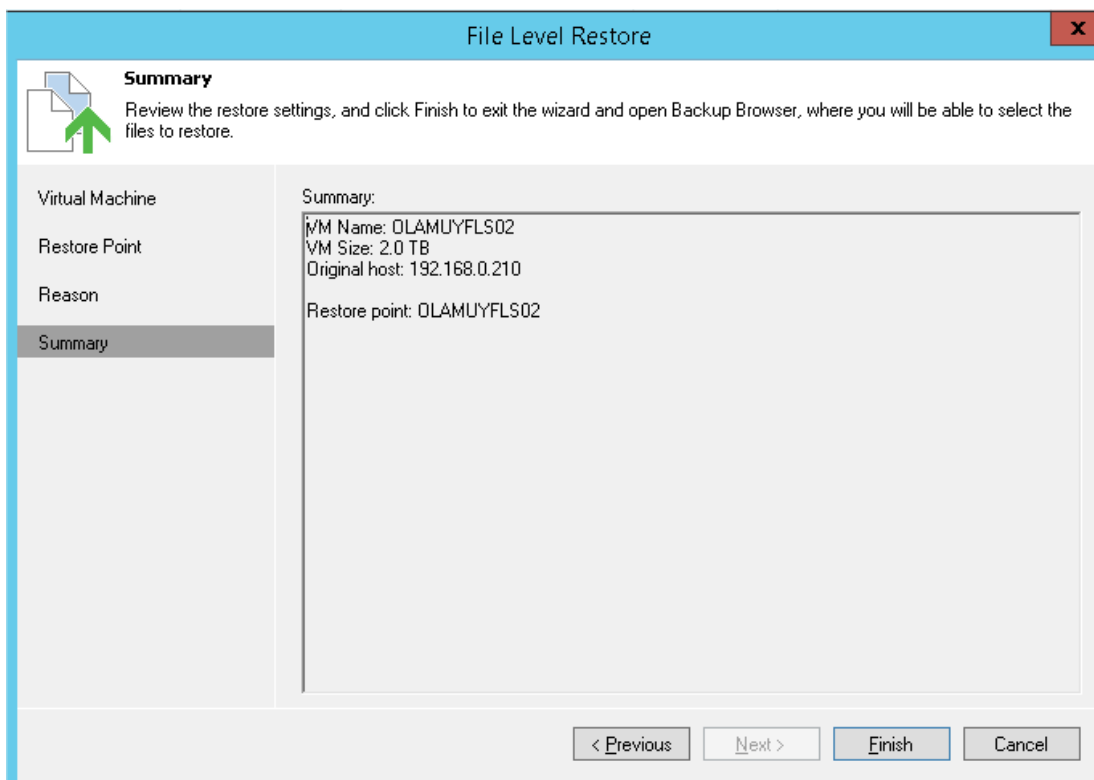 File Level Restore
x
Summary
Review the restore settings, and click Finish to exit the wizard and open Backup Browser, where you will be able to select the
files to restore.
Virtual Machine
Restore Point
Reason
Summary
Summary:
VM Name: OLAMUYFLS02
VM Size: 2.0 TB
Original host: 192.168.0.210
Restore point: OLAMUYFLS02
< Previous
Next >
Finish
Cancel